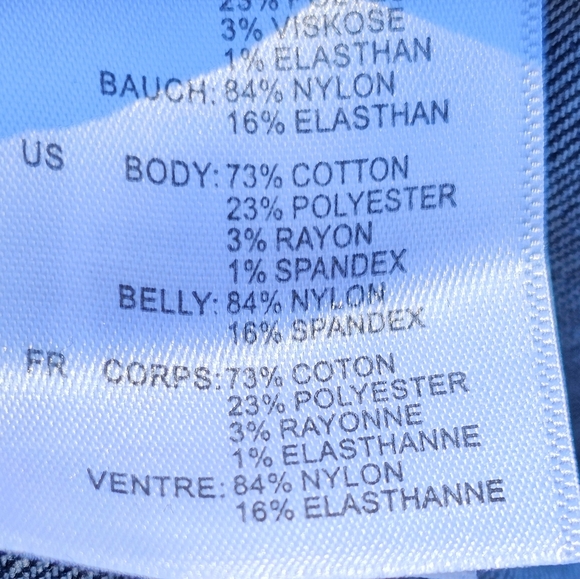 3% VISKOSE
1% ELASTHAN
BAUCH: 84% NYLON
16% ELASTHAN
US BODY: 73% COTTON
23% POLYESTER
3% RAYON
1% SPANDEX
BELLY: 84% NYLON
16% SPANDEX
FR CORPS: 73% COTON
23% POLYESTER
3% RAYONNE
1% ELASTHANNE
VENTRE: 84% NYLON
16% ELASTHANNE